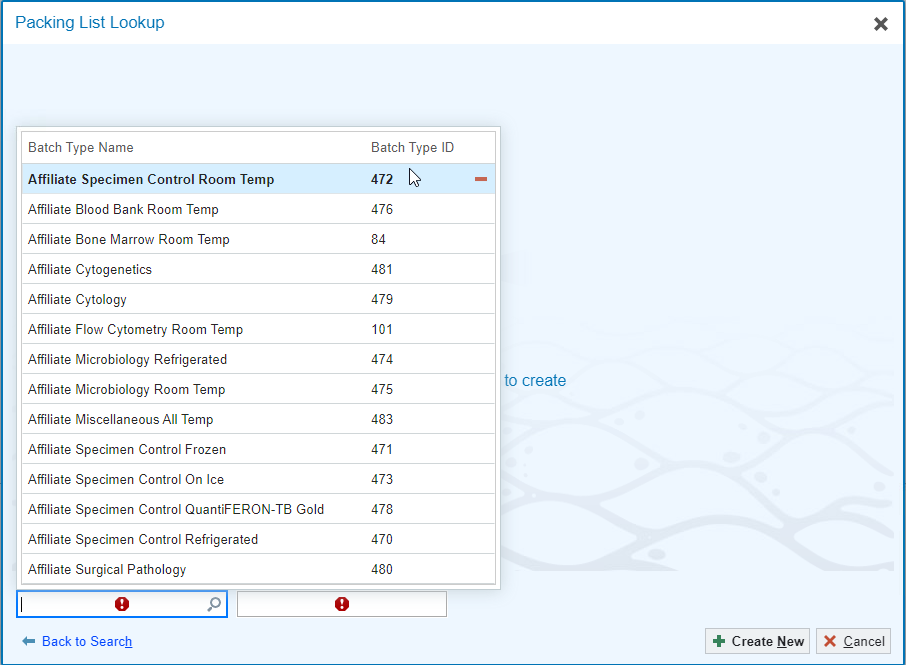 Packing List Lookup
Batch Type Name Batch Type ID
Affiliate Specimen Control Room Temp 472
Affiliate Blood Bank Room Temp 476
Affiliate Bone Marrow Room Temp 84
Affiliate Cytogenetics 481
Affiliate Cytology 479
Affiliate Flow Cytometry Room Temp 101
Affiliate Microbiology Refrigerated 474
Affiliate Microbiology Room Temp 475
to create
Affiliate Miscellaneous All Temp 483
Affiliate Specimen Control Frozen 471
Affiliate Specimen Control On Ice 473
Affiliate Specimen Control QuantiFERON-TB Gold 478
Affiliate Specimen Control Refrigerated 470
Affiliate Surgical Pathology 480
Back to Search
Create New Cancel